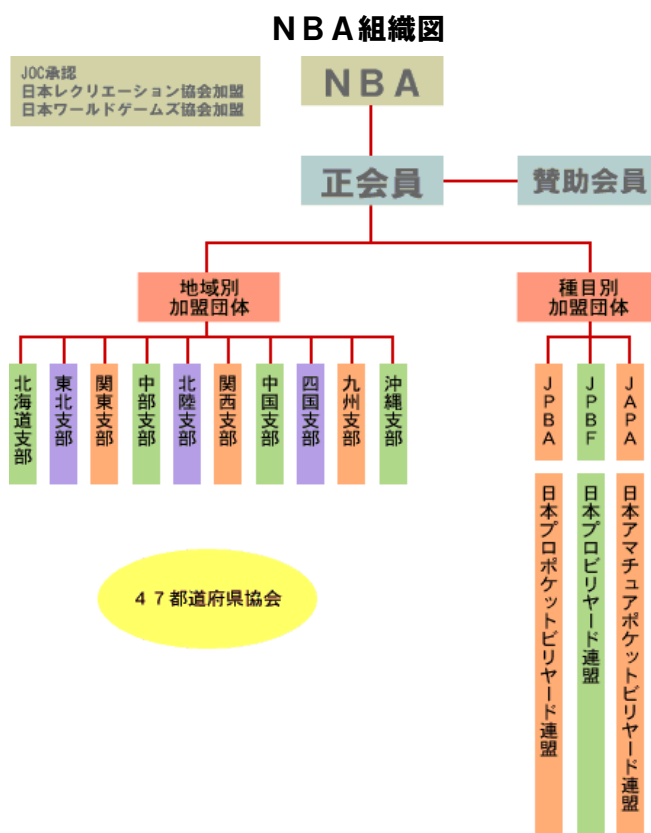 ＮＢＡ組織図
JOC承認
日本レクリエーション協会加盟
日本ワールドゲームズ協会加盟
ＮＢＡ
正会員
賛助会員
地域別
加盟団体
種目別
加盟団体
北海道支部
東北支部
関東支部
中部支部
北陸支部
関西支部
中国支部
四国支部
九州支部
沖縄支部
ＪＰＢＡ
ＪＰＢＦ
ＪＡＰＡ
日本プロポケットビリヤード連盟
日本プロビリヤード連盟
日本アマチュアポケットビリヤード連盟
４７都道府県協会